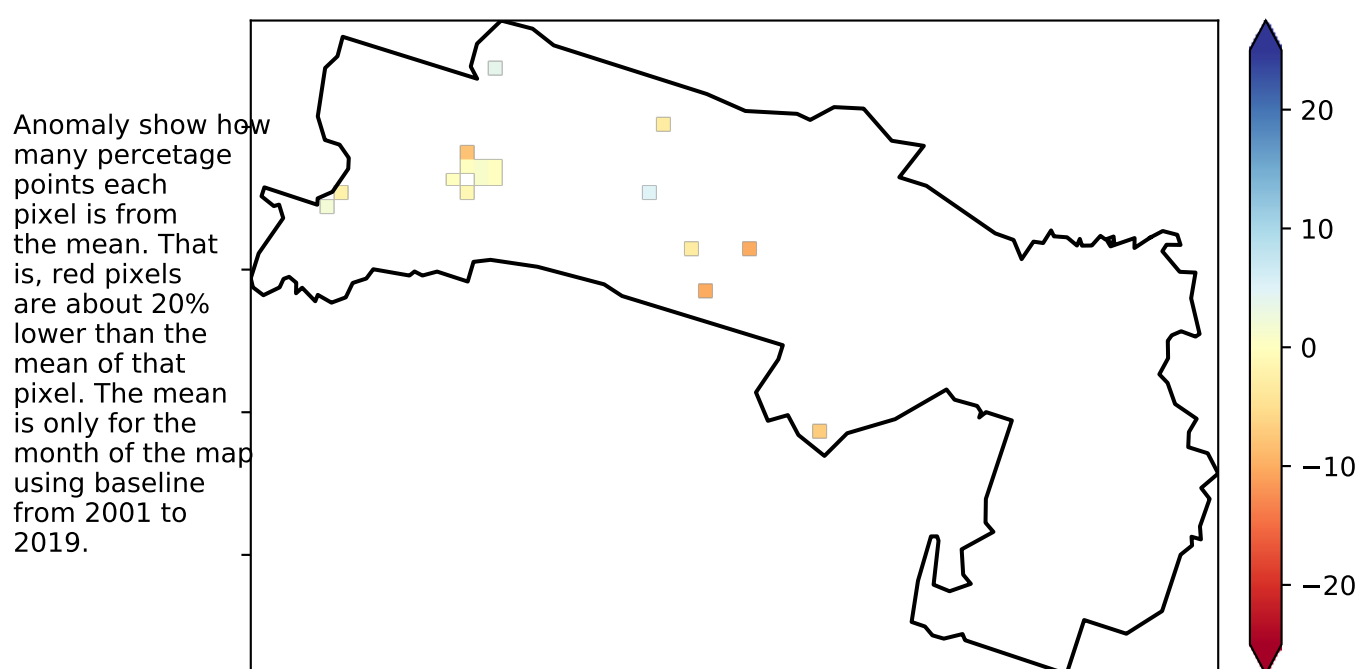 Anomaly show how
many percetage
points each
pixel is from
the mean. That
is, red pixels
are about 20%
lower than the
mean of that
pixel. The mean
is only for the
month of the map
using baseline
from 2001 to
2019.
20
10
0
−10
−20